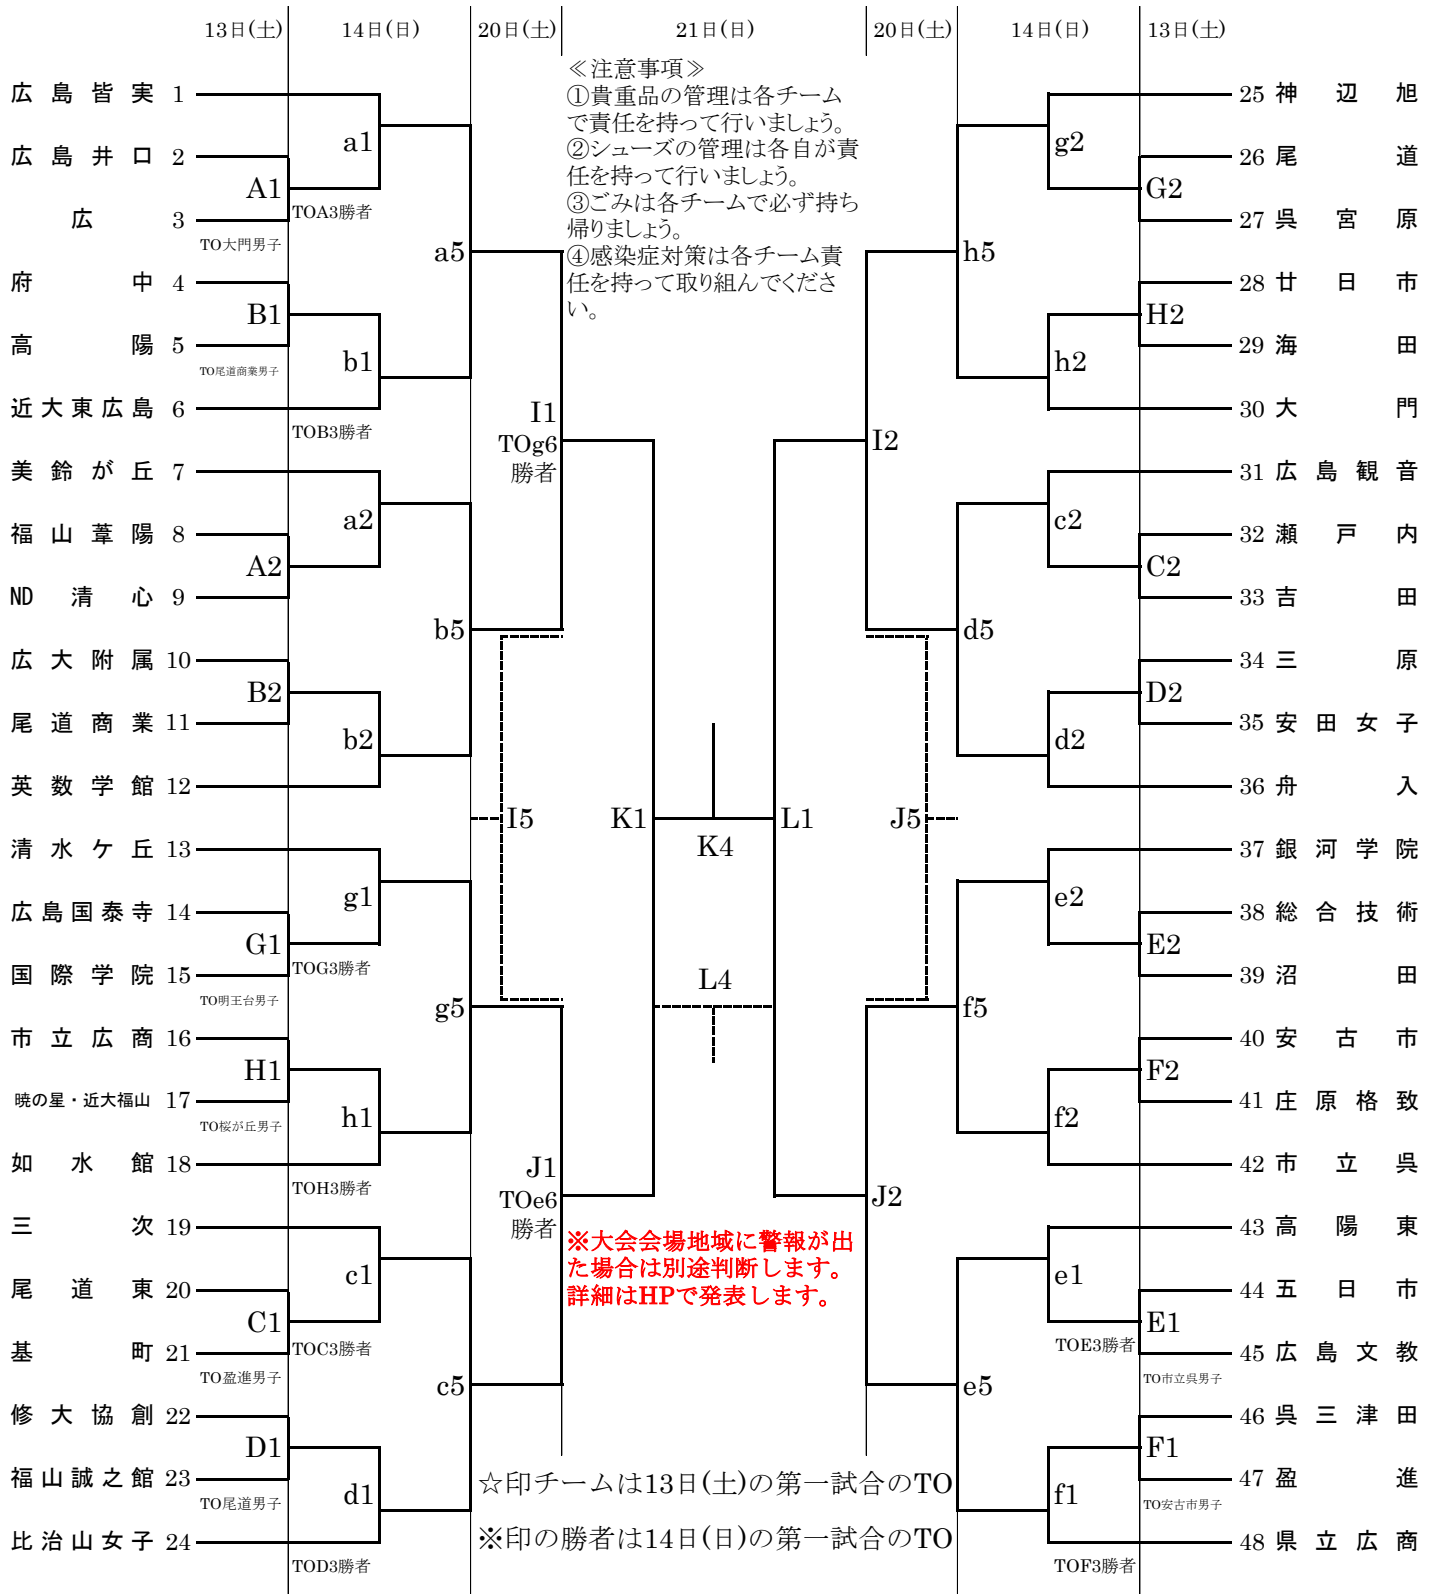 13日(土) 14日(日) 20日(土) 21日(日) 20日(土) 14日(日) 13日(土)
≪注意事項≫
①貴重品の管理は各チーム
で責任を持って行いましょう。
②シューズの管理は各自が責
任を持って行いましょう。
③ごみは各チームで必ず持ち
帰りましょう。
④感染症対策は各チーム責
任を持って取り組んでくださ
い。
広島皆実 1
a1
広島井口 2
A1
TOA3勝者
広 3
TO大門男子
a5
府中 4
B1
高陽 5
TO尾道商業男子
b1
近大東広島 6
TOB3勝者
I1
TOg6
勝者
美鈴が丘 7
a2
福山葦陽 8
A2
ND清心 9
b5
広大附属 10
B2
尾道商業 11
b2
英数学館 12
I5
清水ケ丘 13
g1
広島国泰寺 14
G1
TOG3勝者
国際学院 15
TO明王台男子
g5
市立広商 16
H1
暁の星・近大福山 17
TO桜が丘男子
h1
如水館 18
TOH3勝者
J1
TOe6
勝者
三次 19
c1
尾道東 20
C1
TOC3勝者
基町 21
TO盈進男子
c5
修大協創 22
D1
福山誠之館 23
TO尾道男子
d1
比治山女子 24
TOD3勝者
K1
K4
L1
L4
※大会会場地域に警報が出
た場合は別途判断します。
詳細はHPで発表します。
☆印チームは13日(土)の第一試合のTO
※印の勝者は14日(日)の第一試合のTO
25 神辺旭
g2
26 尾道
G2
27 呉宮原
h5
28 廿日市
H2
29 海田
h2
30 大門
I2
31 広島観音
c2
32 瀬戸内
C2
33 吉田
d5
34 三原
D2
35 安田女子
d2
36 舟入
J5
37 銀河学院
e2
38 総合技術
E2
39 沼田
f5
40 安古市
F2
41 庄原格致
f2
42 市立呉
J2
43 高陽東
e1
44 五日市
E1
TOE3勝者
45 広島文教
TO市立呉男子
e5
46 呉三津田
F1
47 盈進
TO安古市男子
f1
48 県立広商
TOF3勝者